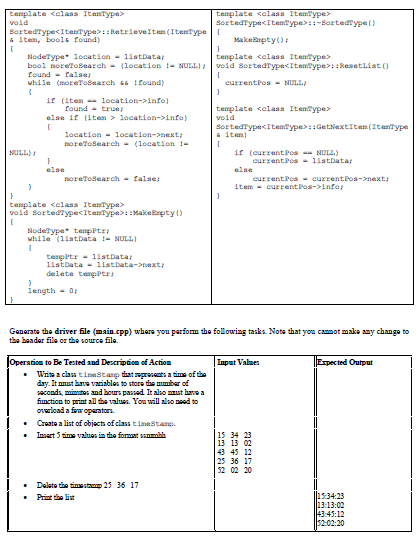 template <class ItemType>
void
SortedType<ItemType>::RetrieveItem(ItemType
& item, bool& found)
{
NodeType* location = listData;
bool moreToSearch = (location != NULL);
found = false;
while (moreToSearch && !found)
{
if (item == location->info)
found = true;
else if (item > location->info)
{
location = location->next;
moreToSearch = (location !=
NULL);
}
else
moreToSearch = false;
}
}
template <class ItemType>
void SortedType<ItemType>::MakeEmpty()
{
NodeType* tempPtr;
while (listData != NULL)
{
tempPtr = listData;
listData = listData->next;
delete tempPtr;
}
length = 0;
}
template <class ItemType>
SortedType<ItemType>::~SortedType()
{
MakeEmpty();
}
template <class ItemType>
void SortedType<ItemType>::ResetList()
{
currentPos = NULL;
}
template <class ItemType>
void
SortedType<ItemType>::GetNextItem(ItemType
& item)
{
if (currentPos == NULL)
currentPos = listData;
else
currentPos = currentPos->next;
item = currentPos->info;
}
Generate the driver file (main.cpp) where you perform the following tasks. Note that you cannot make any change to
the header file or the source file.
Operation to Be Tested and Description of Action
Input Values
Expected Output
• Write a class timeStamp that represents a time of the
day. It must have variables to store the number of
seconds, minutes and hours passed. It also must have a
function to print all the values. You will also need to
overload a few operators.
• Create a list of objects of class timeStamp.
• Insert 5 time values in the format ssmmhh
15 34 23
13 13 02
43 45 12
25 36 17
52 02 20
• Delete the timestamp 25 36 17
• Print the list
15:34:23
13:13:02
43:45:12
52:02:20